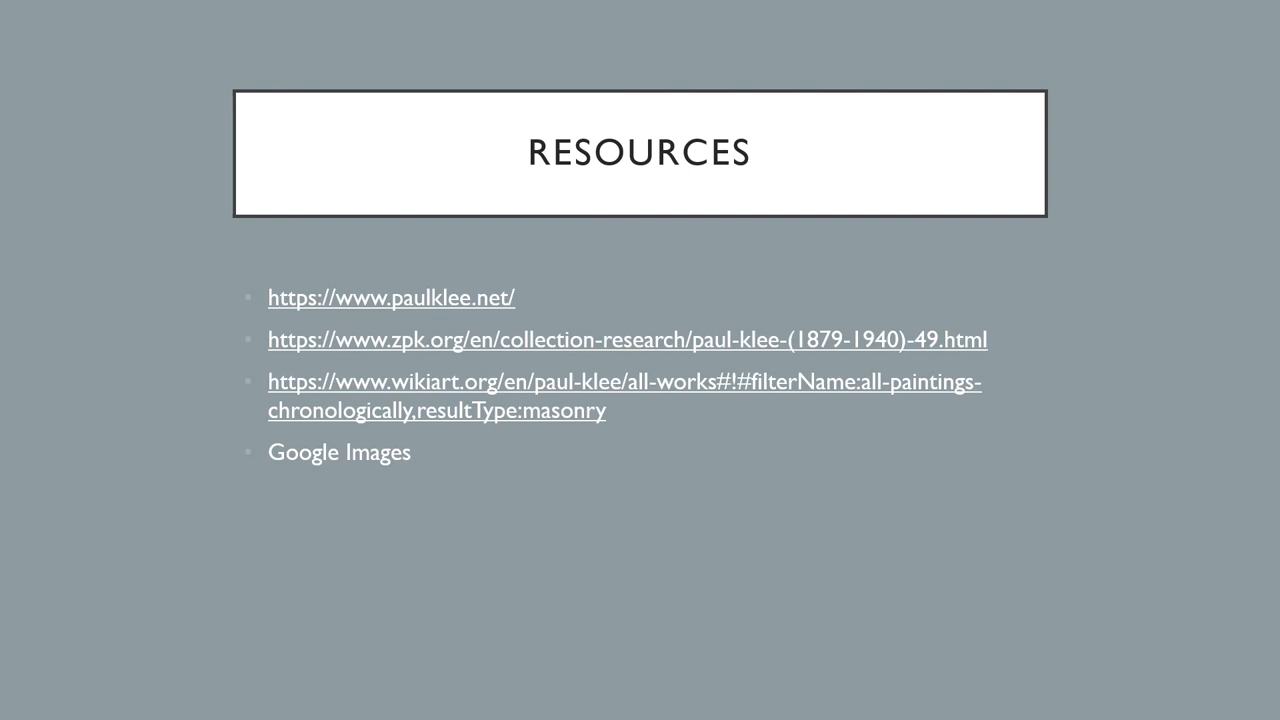 RESOURCES
https://www.paulklee.net/
https://www.zpk.org/en/collection-research/paul-klee-(1879-1940)-49.html
https://www.wikiart.org/en/paul-klee/all-works#!#filterName:all-paintings-
chronologically,resultType:masonry
Google Images